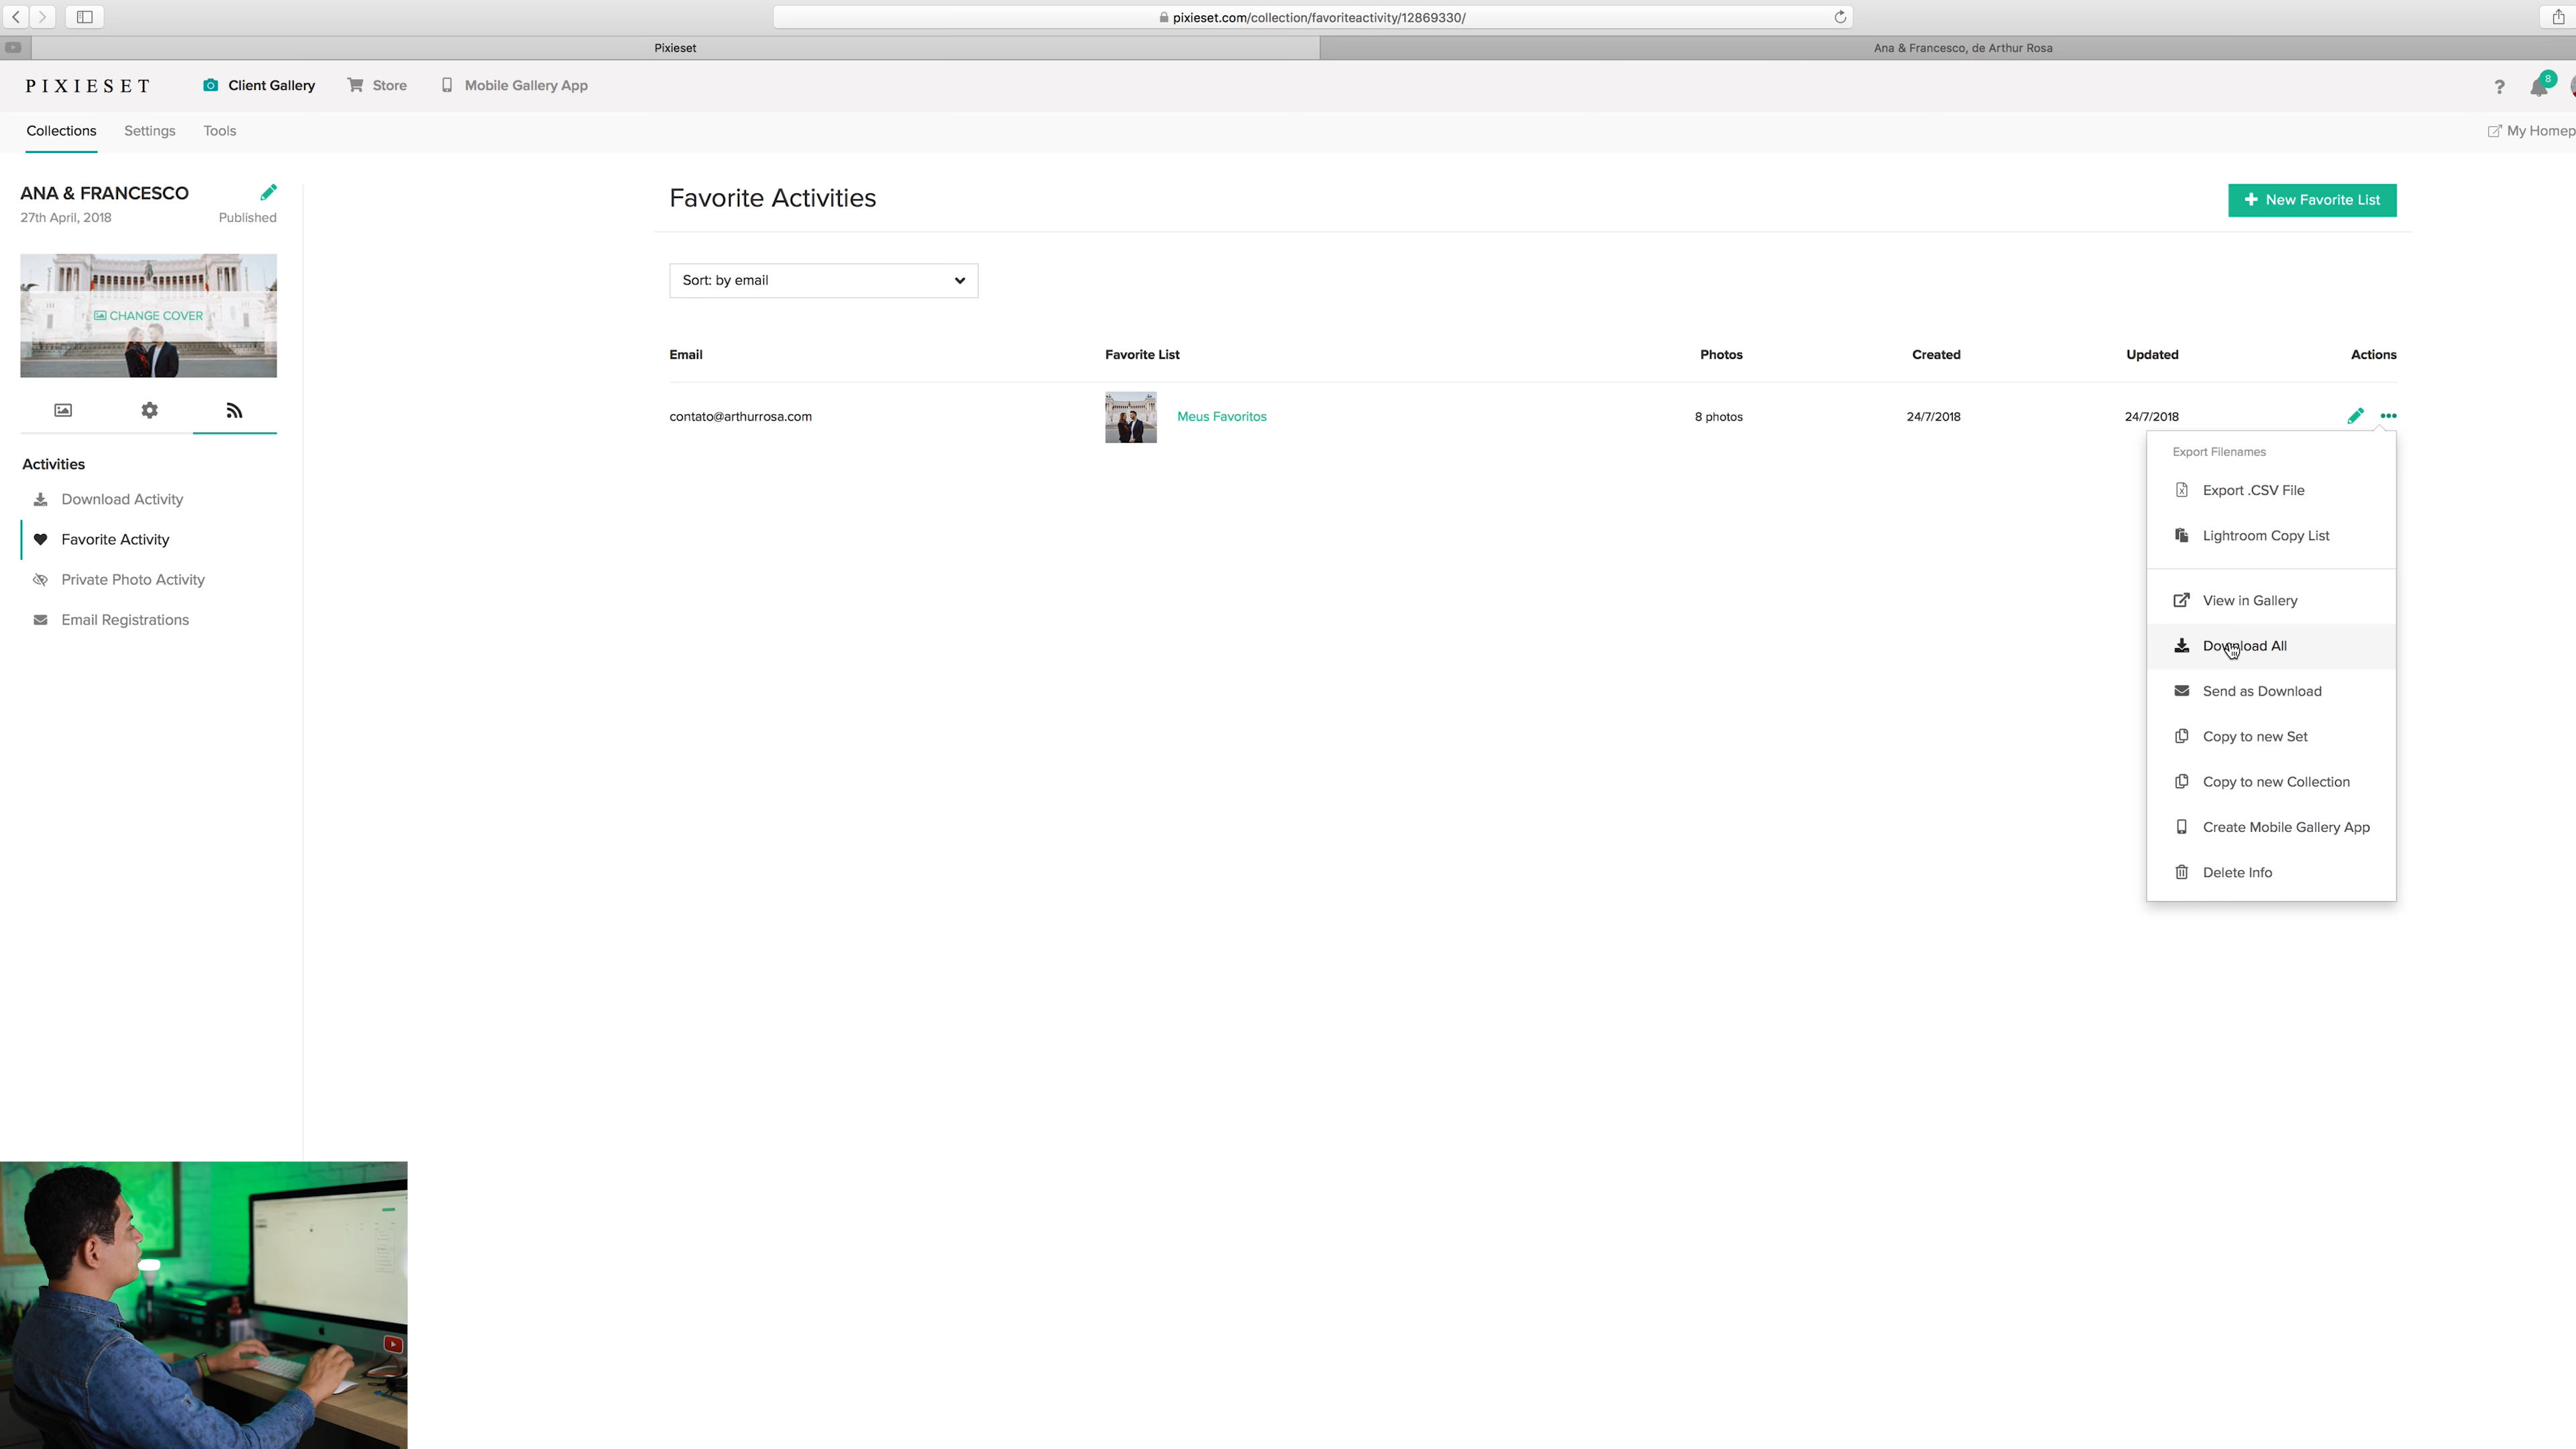 pixieset.com/collection/favoriteactivity/12869330/
Pixieset
Ana & Francesco, de Arthur Rosa
PIXIESET
Client Gallery
Store
Mobile Gallery App
?
8
Collections
Settings
Tools
My Homep
ANA & FRANCESCO
27th April, 2018
Published
CHANGE COVER
Activities
Download Activity
Favorite Activity
Private Photo Activity
Email Registrations
Favorite Activities
New Favorite List
Sort: by email
Email
Favorite List
Photos
Created
Updated
Actions
contato@arthurrosa.com
Meus Favoritos
8 photos
24/7/2018
24/7/2018
Export Filenames
Export .CSV File
Lightroom Copy List
View in Gallery
Download All
Send as Download
Copy to new Set
Copy to new Collection
Create Mobile Gallery App
Delete Info